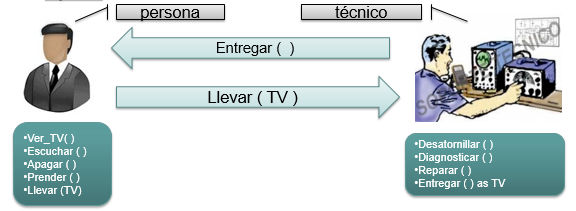 persona
técnico
Entregar ( )
Llevar ( TV )
•Ver_TV( )
•Escuchar ( )
•Apagar ( )
•Prender ( )
•Llevar (TV)
•Desatornillar ( )
•Diagnosticar ( )
•Reparar ( )
•Entregar ( ) as TV